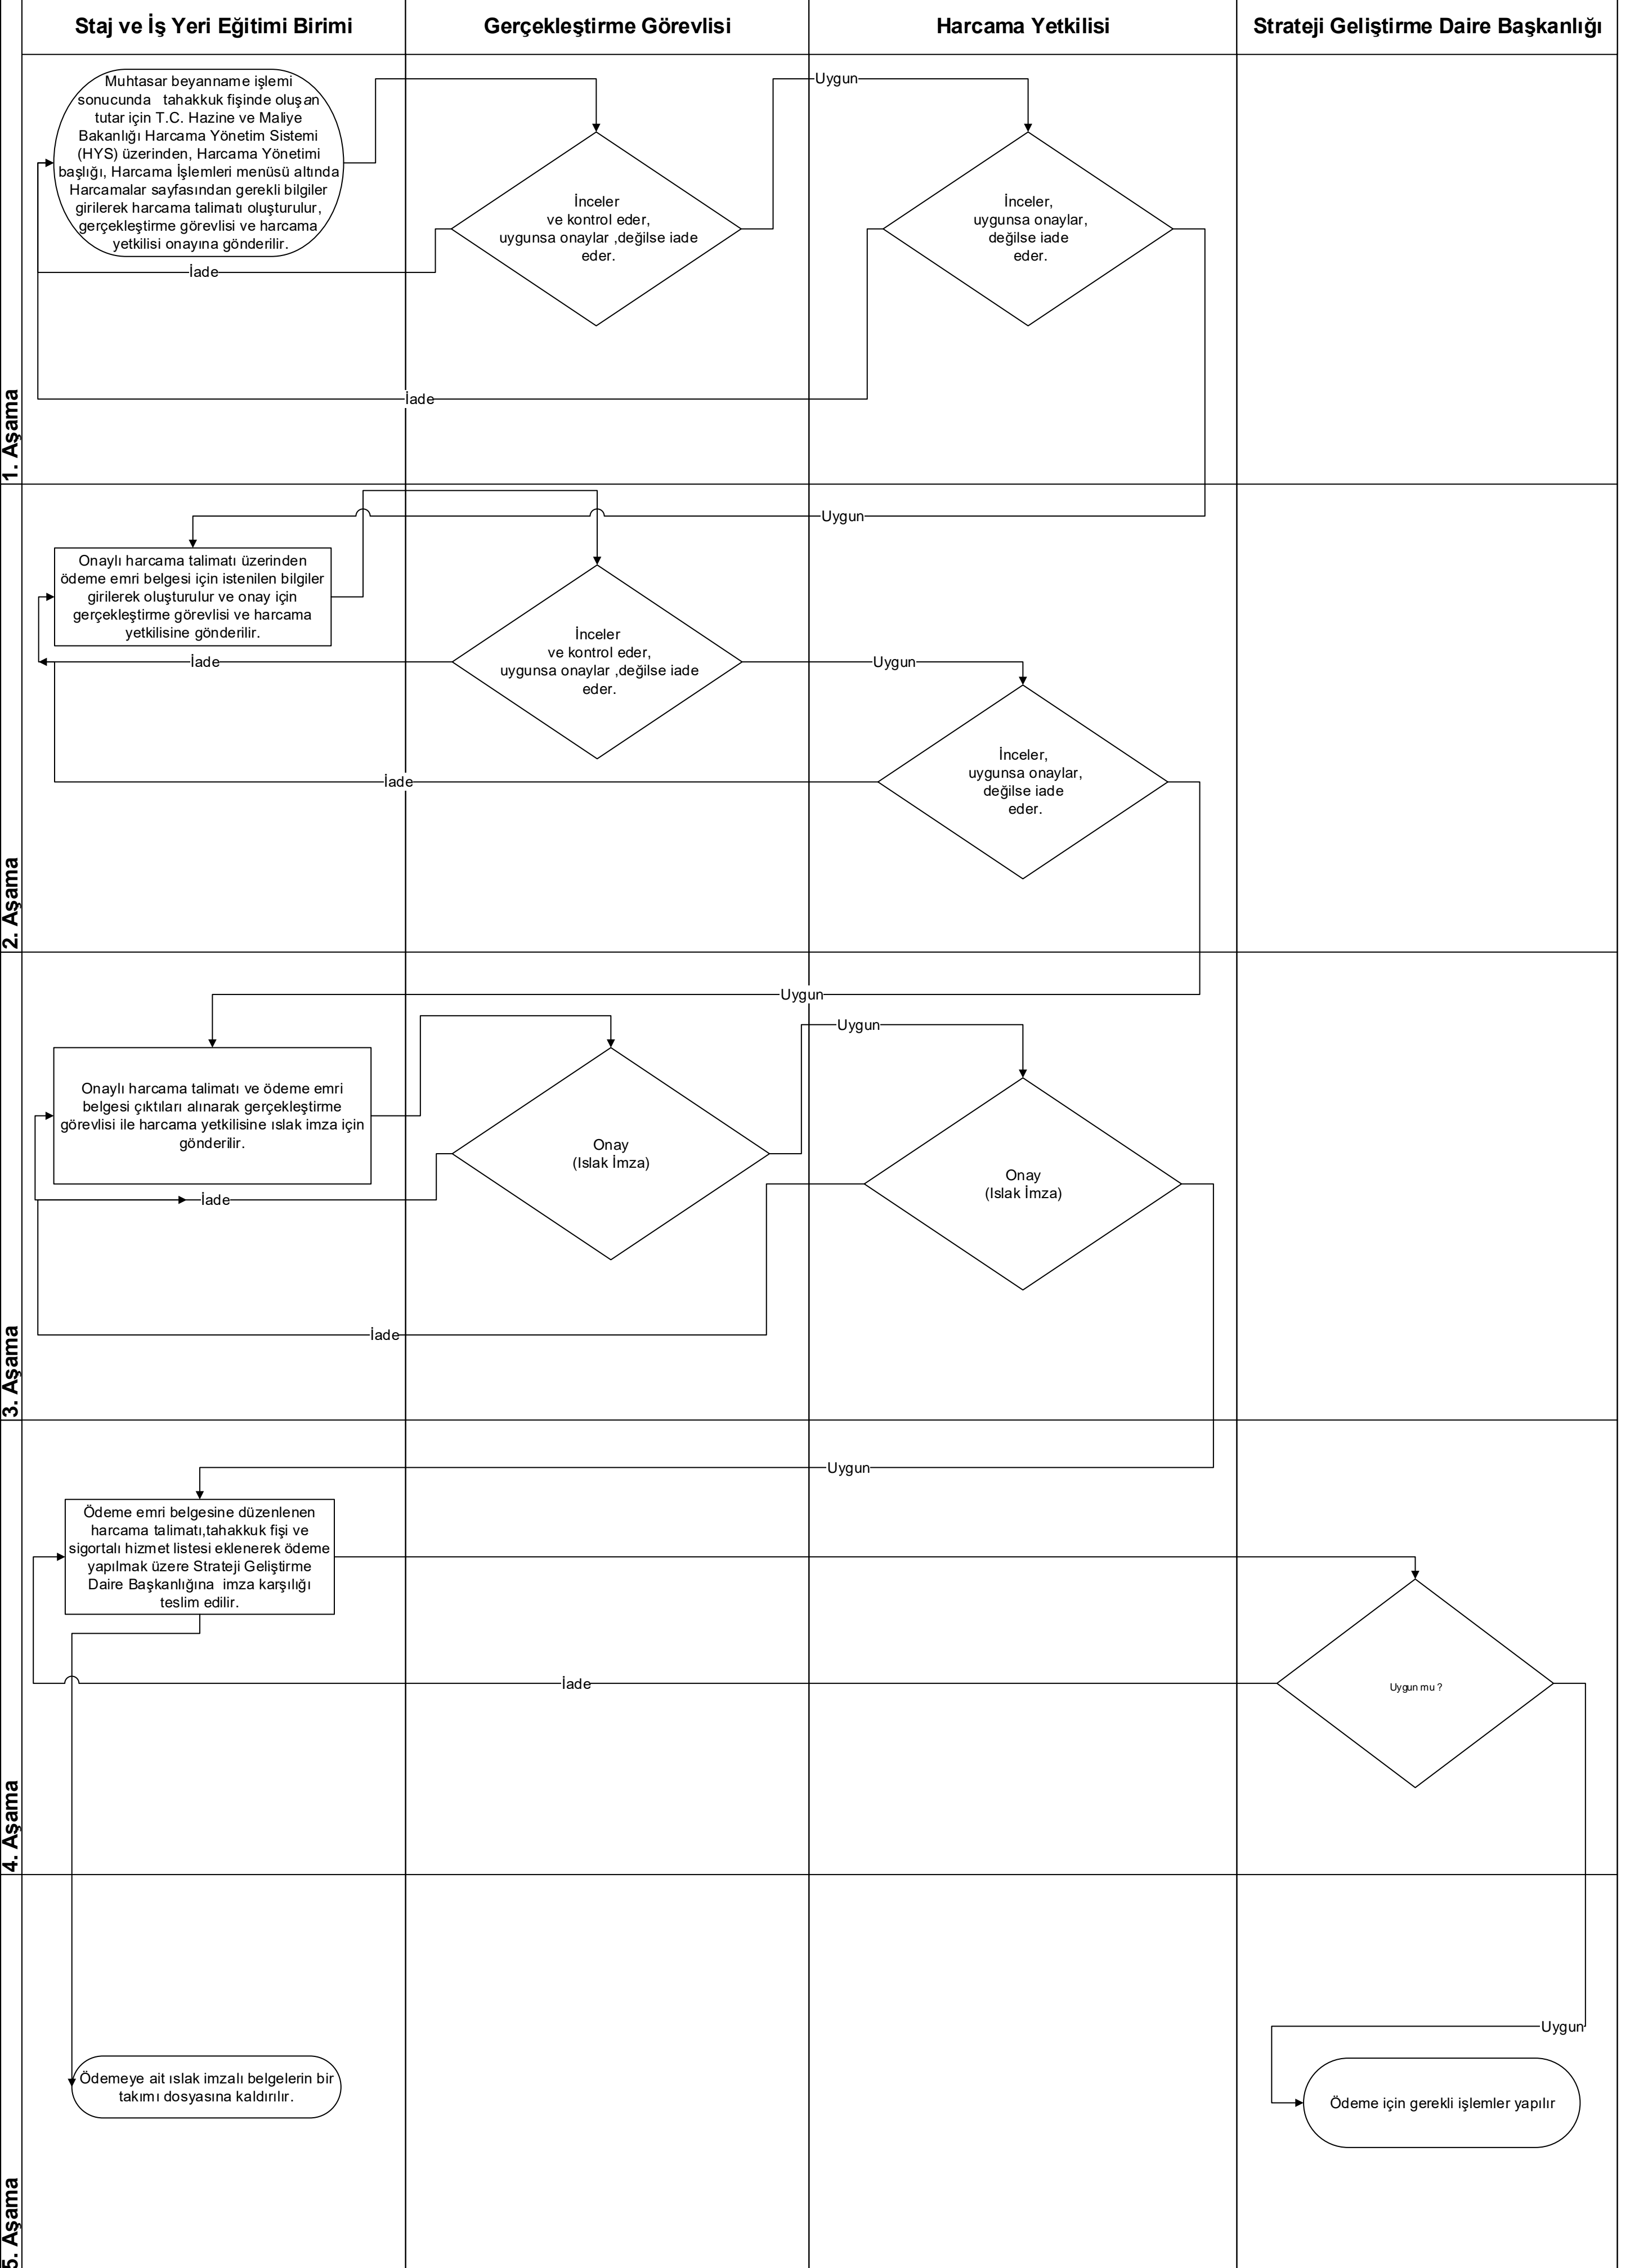 Staj ve İş Yeri Eğitimi Birimi
Gerçekleştirme Görevlisi
Harcama Yetkilisi
Strateji Geliştirme Daire Başkanlığı
1. Aşama
Muhtasar beyanname işlemi
sonucunda tahakkuk fişinde oluşan
tutar için T.C. Hazine ve Maliye
Bakanlığı Harcama Yönetim Sistemi
(HYS) üzerinden, Harcama Yönetimi
başlığı, Harcama İşlemleri menüsü altında
Harcamalar sayfasından gerekli bilgiler
girilerek harcama talimatı oluşturulur,
gerçekleştirme görevlisi ve harcama
yetkilisi onayına gönderilir.
İnceler
ve kontrol eder,
uygunsa onaylar ,değilse iade
eder.
Uygun
İnceler,
uygunsa onaylar,
değilse iade
eder.
İade
İade
2. Aşama
Uygun
Onaylı harcama talimatı üzerinden
ödeme emri belgesi için istenilen bilgiler
girilerek oluşturulur ve onay için
gerçekleştirme görevlisi ve harcama
yetkilisine gönderilir.
İnceler
ve kontrol eder,
uygunsa onaylar ,değilse iade
eder.
İade
Uygun
İnceler,
uygunsa onaylar,
değilse iade
eder.
İade
3. Aşama
Uygun
Uygun
Onaylı harcama talimatı ve ödeme emri
belgesi çıktıları alınarak gerçekleştirme
görevlisi ile harcama yetkilisine ıslak imza için
gönderilir.
Onay
(Islak İmza)
Onay
(Islak İmza)
İade
İade
4. Aşama
Uygun
Ödeme emri belgesine düzenlenen
harcama talimatı,tahakkuk fişi ve
sigortalı hizmet listesi eklenerek ödeme
yapılmak üzere Strateji Geliştirme
Daire Başkanlığına imza karşılığı
teslim edilir.
İade
Uygun mu ?
5. Aşama
Uygun
Ödemeye ait ıslak imzalı belgelerin bir
takımı dosyasına kaldırılır.
Ödeme için gerekli işlemler yapılır